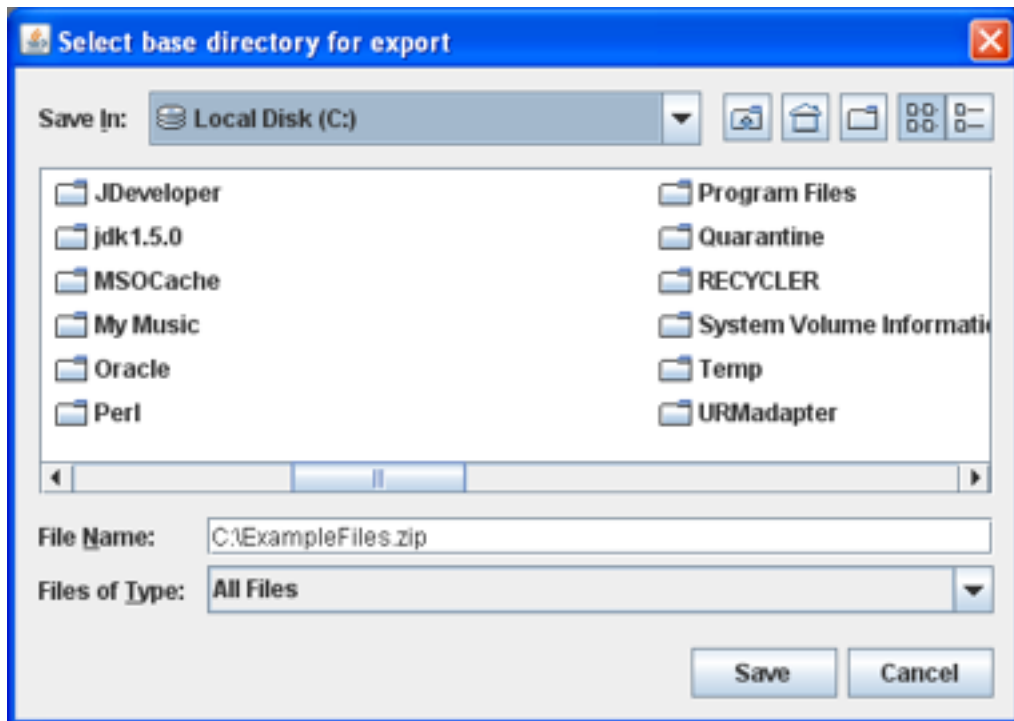 Select base directory for export
Save In: Local Disk (C:)
JDeveloper Program Files
jdk1.5.0 Quarantine
MSOCache RECYCLER
My Music System Volume Informati
Oracle Temp
Perl URMadapter
File Name: C:\ExampleFiles.zip
Files of Type: All Files
Save Cancel